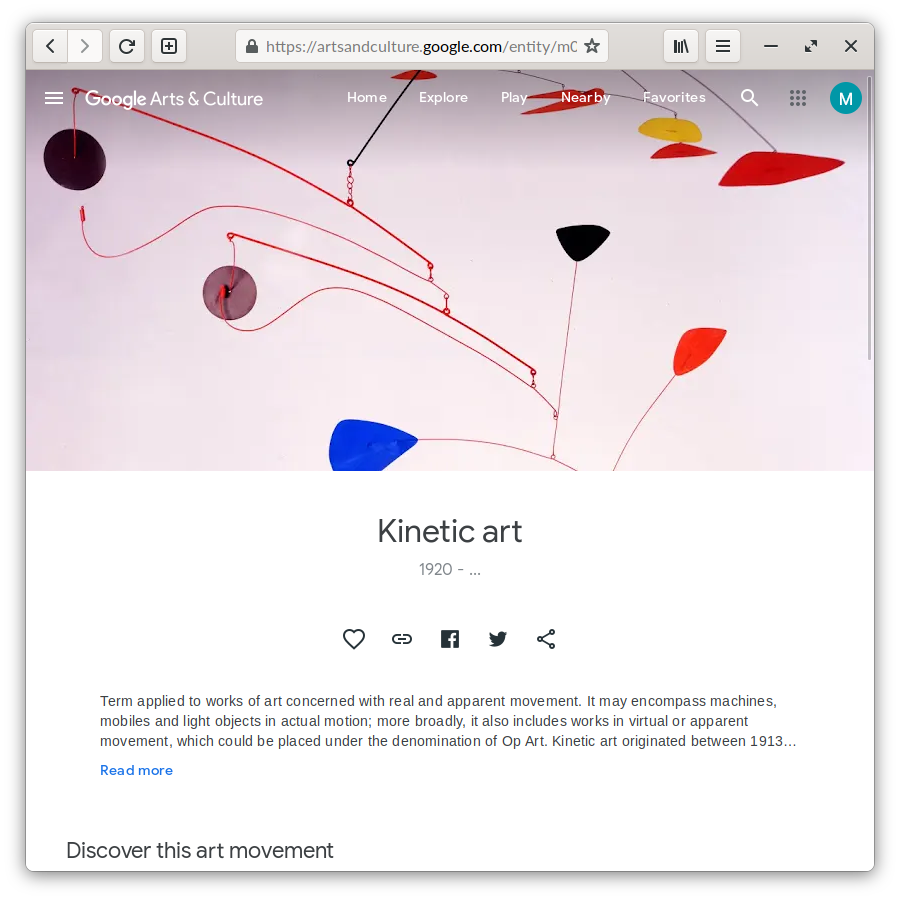 https://artsandculture.google.com/entity/m0
Google Arts & Culture
Home Explore Play Nearby Favorites
M
Kinetic art
1920 - ...
Term applied to works of art concerned with real and apparent movement. It may encompass machines,
mobiles and light objects in actual motion; more broadly, it also includes works in virtual or apparent
movement, which could be placed under the denomination of Op Art. Kinetic art originated between 1913…
Read more
Discover this art movement